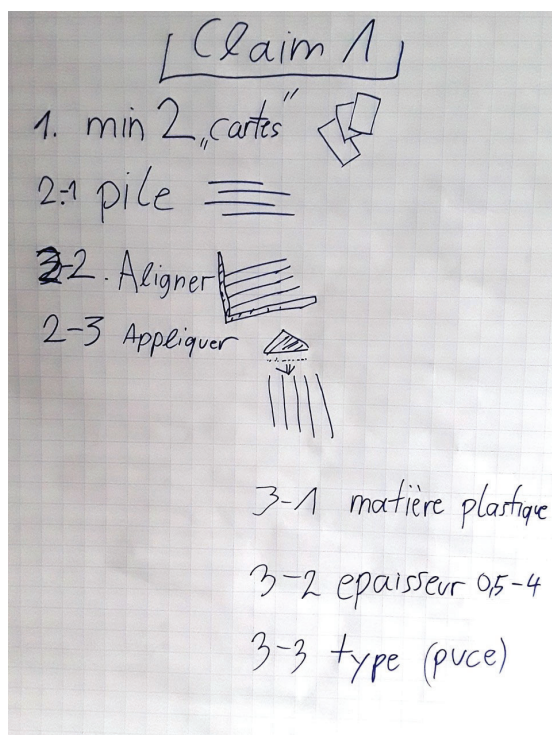 Claim 1
1. min 2 „cartes"
2-1 pile
2-2. Aligner
2-3 Appliquer
3-1 matière plastique
3-2 epaisseur 0,5-4
3-3 type (puce)